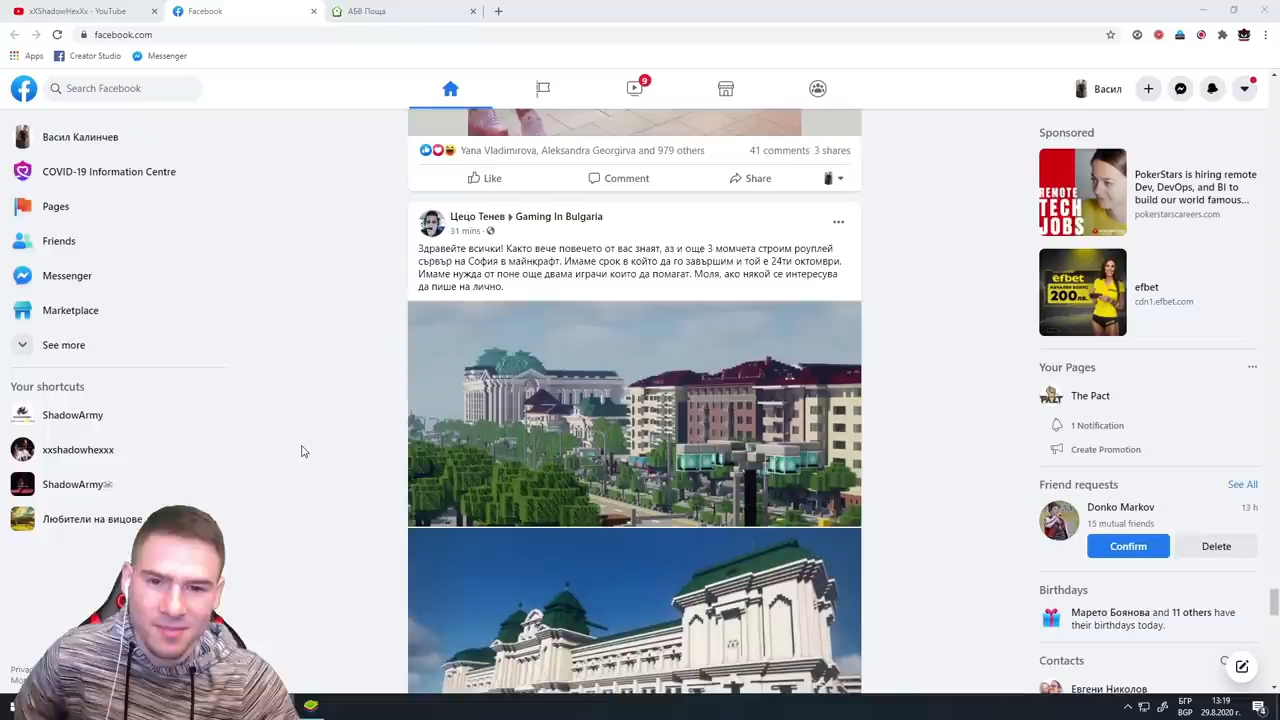 xXShadowHexXx - YouTube
Facebook
АБВ Поща
facebook.com
Apps
Creator Studio
Messenger
Search Facebook
9
Васил
Васил Калинчев
COVID-19 Information Centre
Pages
Friends
Messenger
Marketplace
See more
Your shortcuts
ShadowArmy
xxshadowhexxx
ShadowArmy
Любители на вицове
Yana Vladimirova, Aleksandra Georgirva and 979 others
41 comments 3 shares
Like
Comment
Share
Цецо Тенев
Gaming In Bulgaria
31 mins ·
Здравейте всички! Както вече повечето от вас знаят, аз и още 3 момчета строим роуплей
сървър на София в майнкрафт. Имаме срок в който да го завършим и той е 24ти октомври.
Имаме нужда от поне още двама играчи които да помагат. Моля, ако някой се интересува
да пише на лично.
Sponsored
REMOTE
TECH
JOBS
PokerStars is hiring remote
Dev, DevOps, and BI to
build our world famous...
pokerstarscareers.com
efbet
200лв.
efbet
cdn1.efbet.com
Your Pages
The Pact
1 Notification
Create Promotion
Friend requests
See All
Donko Markov
13 h
15 mutual friends
Confirm
Delete
Birthdays
Марето Боянова and 11 others have
their birthdays today.
Contacts
Евгени Николов
БГР
BGP
13:19
29.8.2020 г.
4